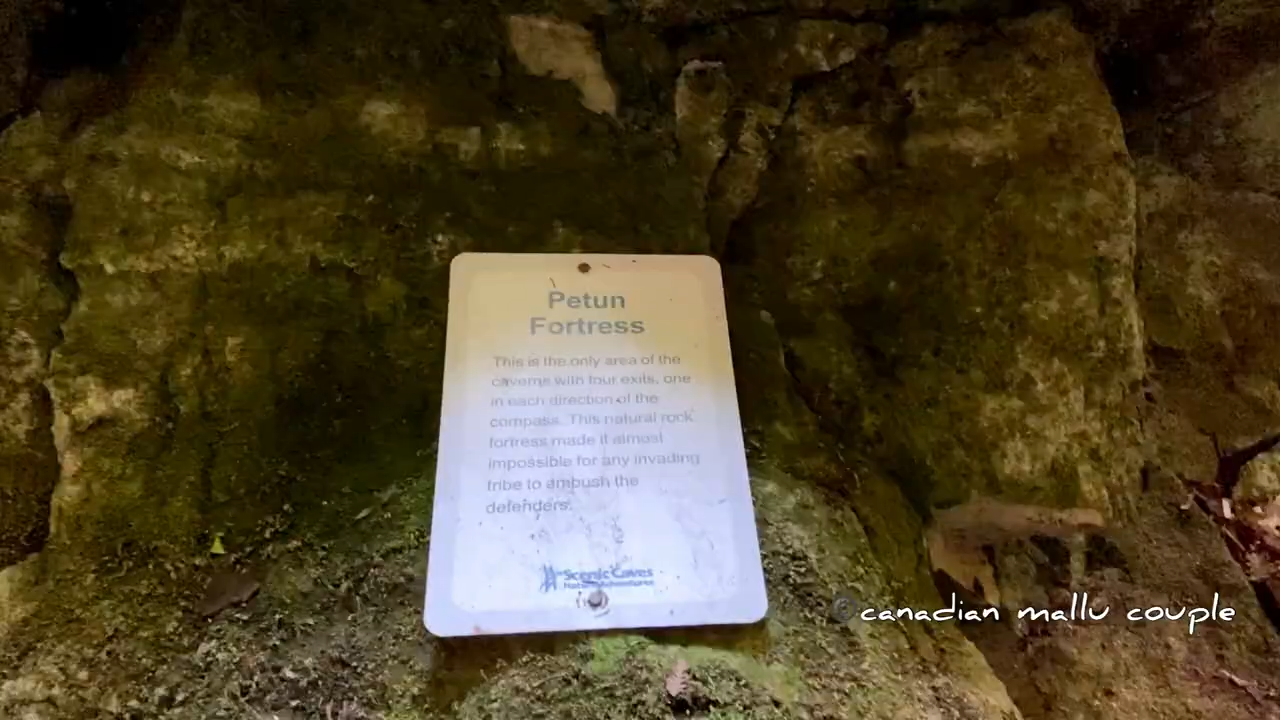 Petun
Fortress
This is the only area of the
caverns with four exits, one
in each direction of the
compass. This natural rock
fortress made it almost
impossible for any invading
tribe to ambush the
defenders.
Scenic Caves
Nature Adventures
© canadian mallu couple